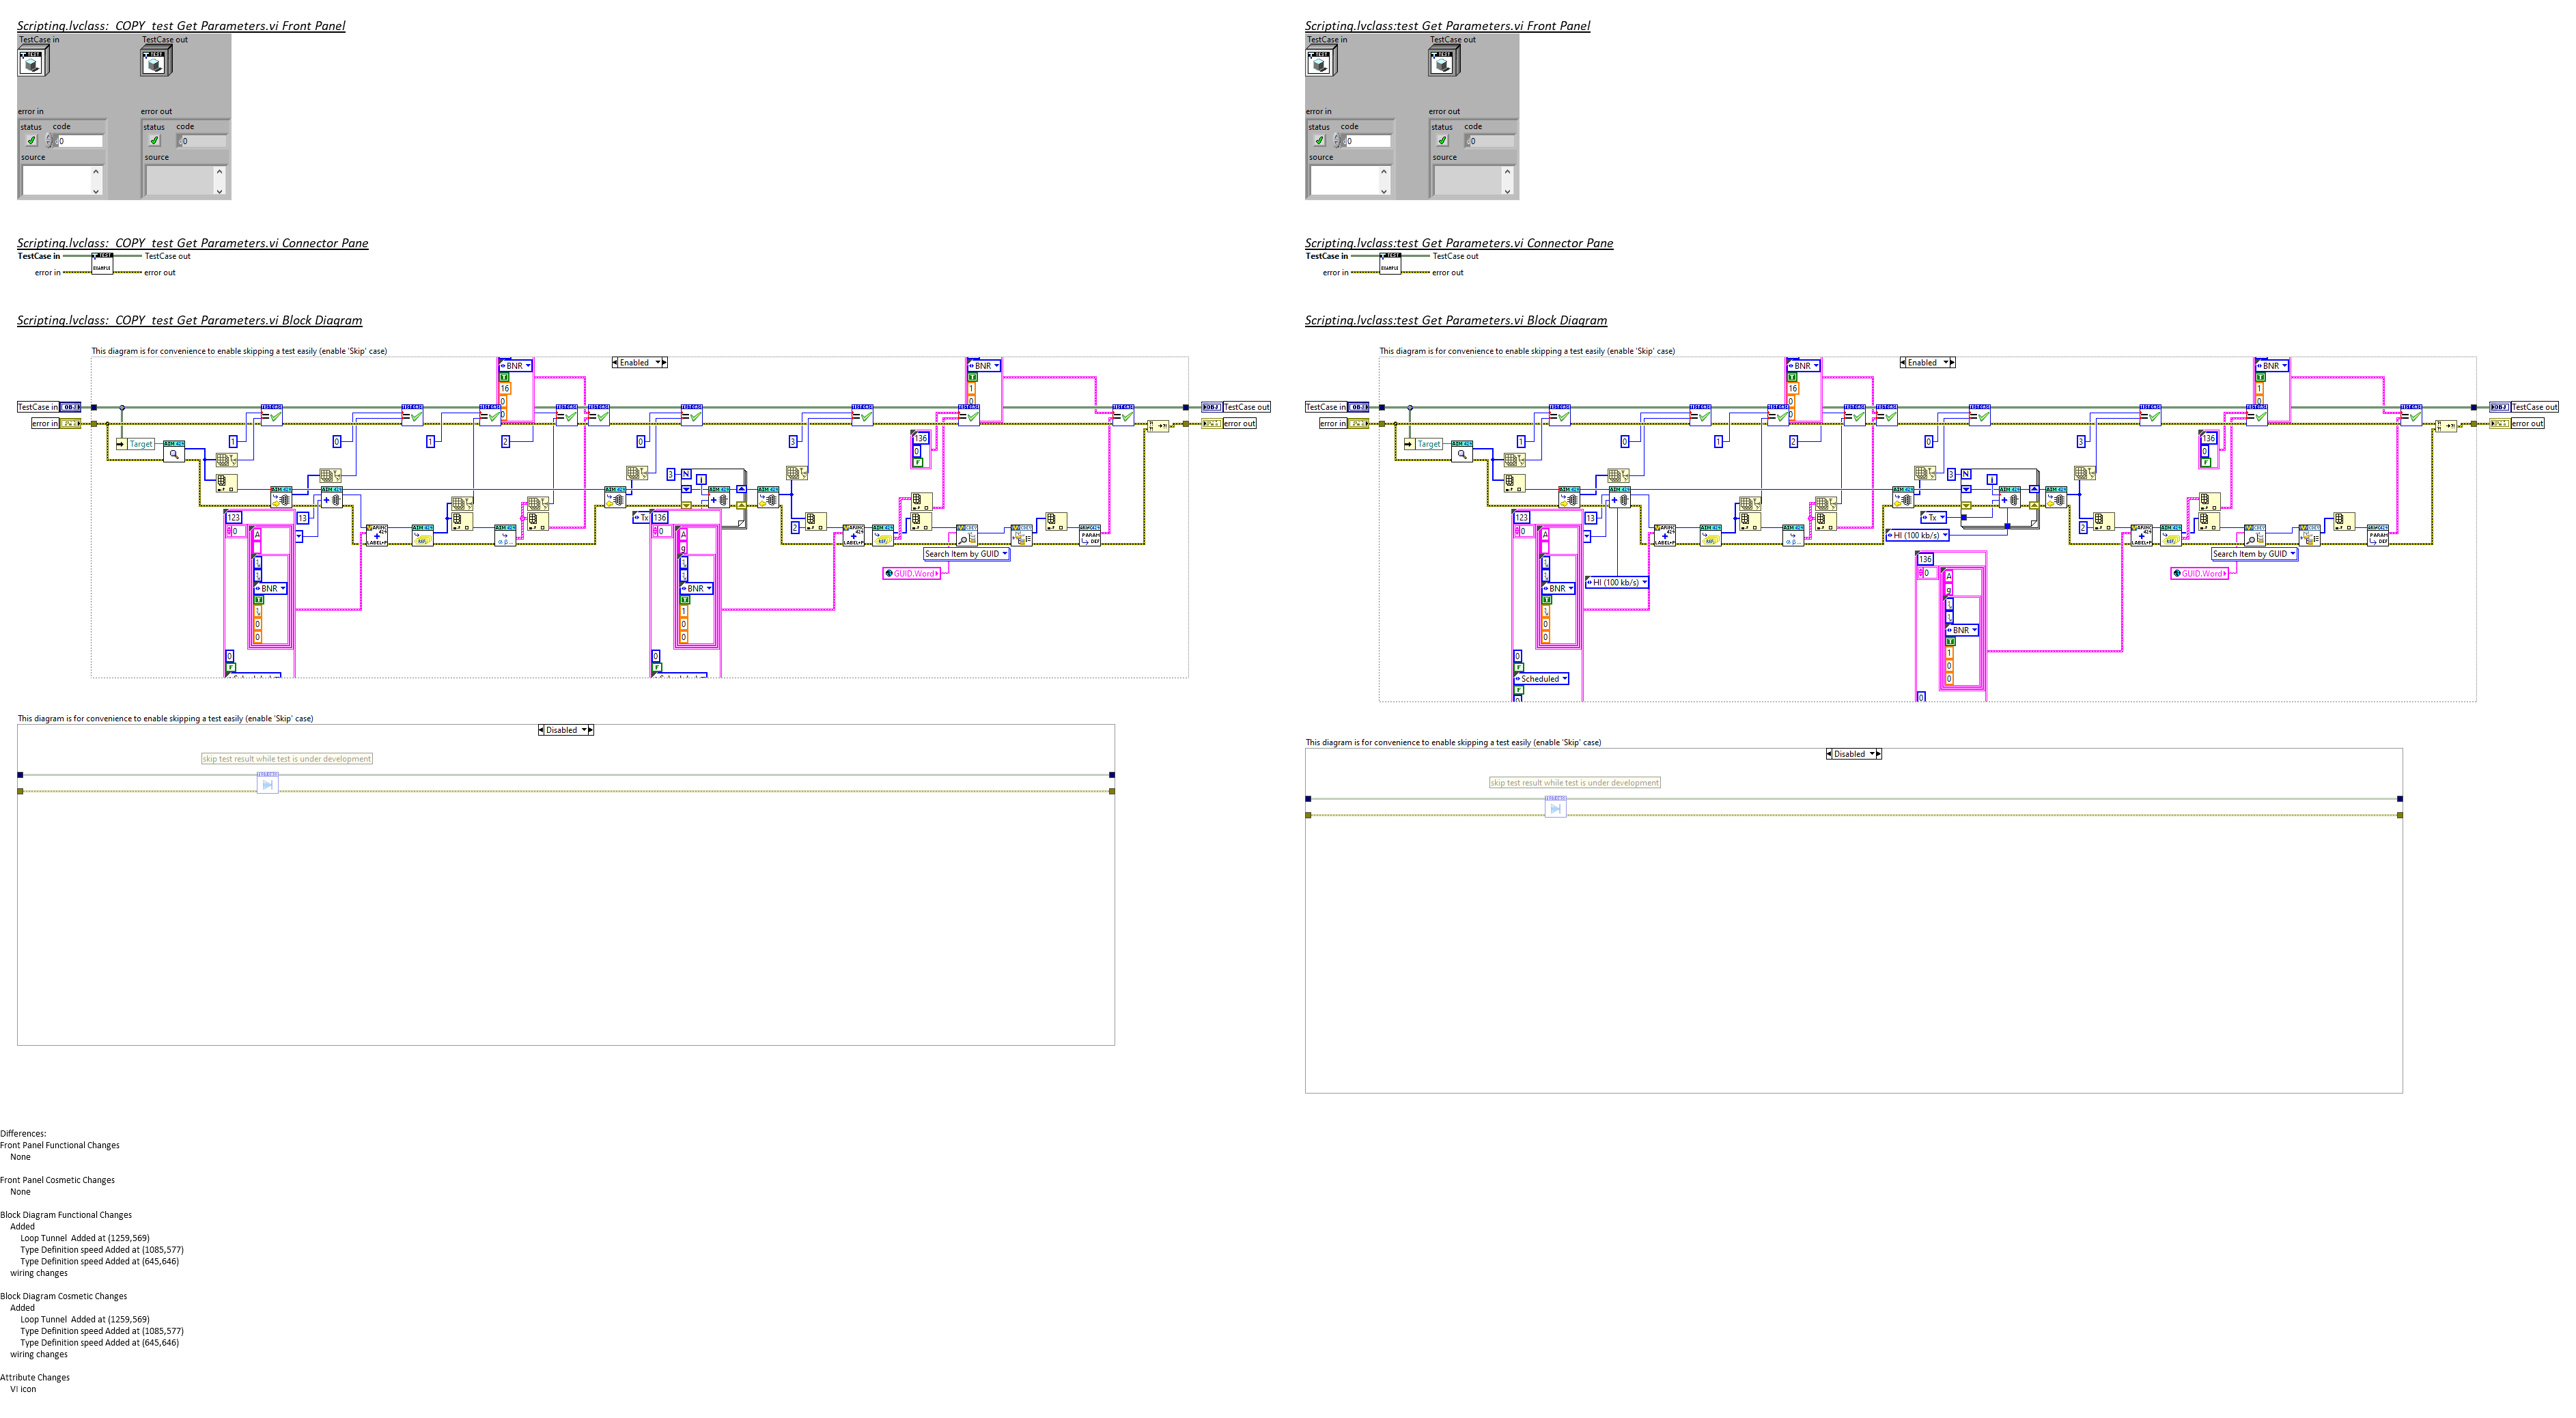 Scripting.lvclass:_COPY_test Get Parameters.vi Front Panel
TestCase in
TestCase out
error in
error out
status
code
status
code
0
0
source
source
Scripting.lvclass:_COPY_test Get Parameters.vi Connector Pane
TestCase in
TestCase out
error in
error out
Scripting.lvclass:_COPY_test Get Parameters.vi Block Diagram
This diagram is for convenience to enable skipping a test easily (enable 'Skip' case)
Enabled
BNR
T
16
0
BNR
T
1
TestCase in
TestCase out
error in
error out
Target
1
0
1
2
0
3
136
0
3
N
i
123
0
13
Tx
136
0
2
A
BNR
T
1
0
0
A
BNR
T
1
0
0
0
0
Search Item by GUID
GUID.Word
PARAM
DEF
This diagram is for convenience to enable skipping a test easily (enable 'Skip' case)
Disabled
skip test result while test is under development
Scripting.lvclass:test Get Parameters.vi Front Panel
TestCase in
TestCase out
error in
error out
status
code
status
code
0
0
source
source
Scripting.lvclass:test Get Parameters.vi Connector Pane
TestCase in
TestCase out
error in
error out
Scripting.lvclass:test Get Parameters.vi Block Diagram
This diagram is for convenience to enable skipping a test easily (enable 'Skip' case)
Enabled
BNR
T
16
0
BNR
T
1
TestCase in
TestCase out
error in
error out
Target
1
0
1
2
0
3
136
0
3
N
i
123
0
13
Tx
HI (100 kb/s)
2
A
BNR
T
1
0
0
HI (100 kb/s)
136
0
A
BNR
T
1
0
0
0
Scheduled
0
Search Item by GUID
GUID.Word
PARAM
DEF
This diagram is for convenience to enable skipping a test easily (enable 'Skip' case)
Disabled
skip test result while test is under development
Differences:
Front Panel Functional Changes
None
Front Panel Cosmetic Changes
None
Block Diagram Functional Changes
Added
Loop Tunnel  Added at (1259,569)
Type Definition speed Added at (1085,577)
Type Definition speed Added at (645,646)
wiring changes
Block Diagram Cosmetic Changes
Added
Loop Tunnel  Added at (1259,569)
Type Definition speed Added at (1085,577)
Type Definition speed Added at (645,646)
wiring changes
Attribute Changes
VI icon